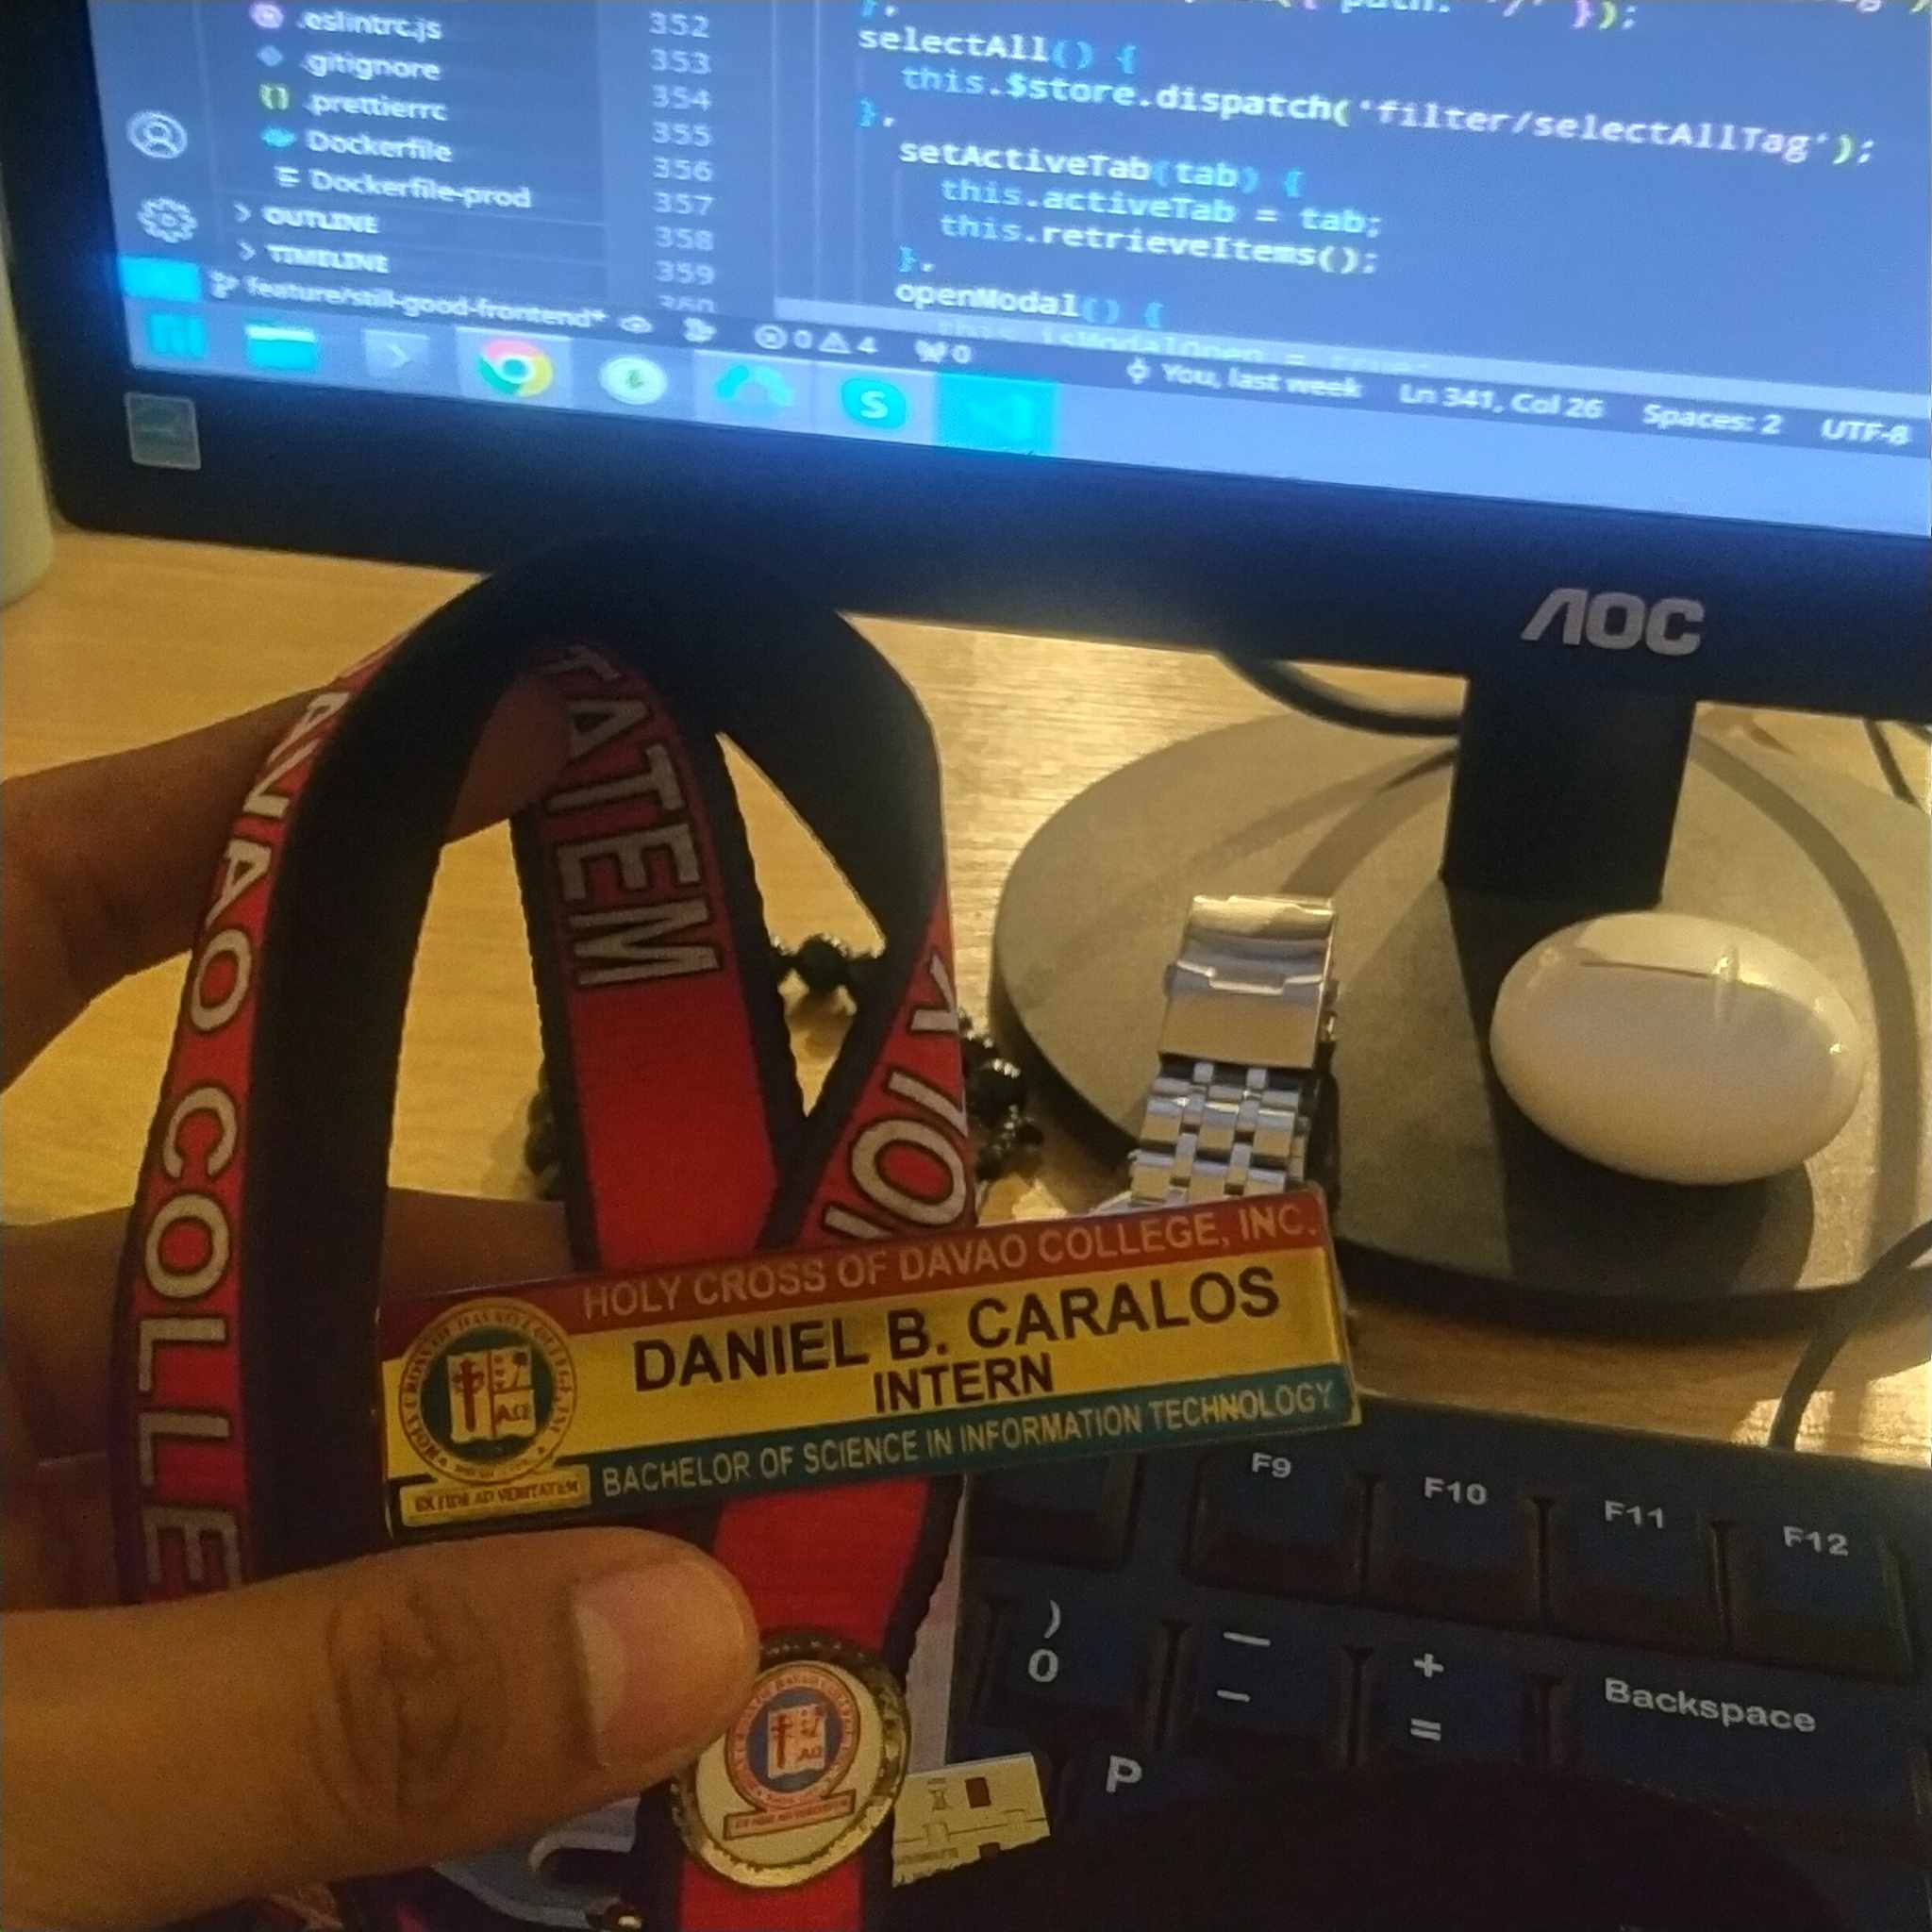 .eslintrc.js
.gitignore
.prettierrc
Dockerfile
Dockerfile-prod
OUTLINE
TIMELINE
feature/still-good-frontend*
0 4 0
You, last week Ln 341, Col 26 Spaces: 2 UTF-8
352
353
354
355
356
357
358
359
360
});
},
selectAll() {
this.$store.dispatch('filter/selectAllTag');
},
setActiveTab(tab) {
this.activeTab = tab;
this.retrieveItems();
},
openModal() {
this.isModalOpen = true;
S
AOC
AVAO COLLE
TATEM
HOLY CROSS OF DAVAO COLLEGE, INC.
DANIEL B. CARALOS
INTERN
BACHELOR OF SCIENCE IN INFORMATION TECHNOLOGY
EX FIDE AD VERITATEM
F9 F10 F11 F12
)
0
—
-
+
=
Backspace
P